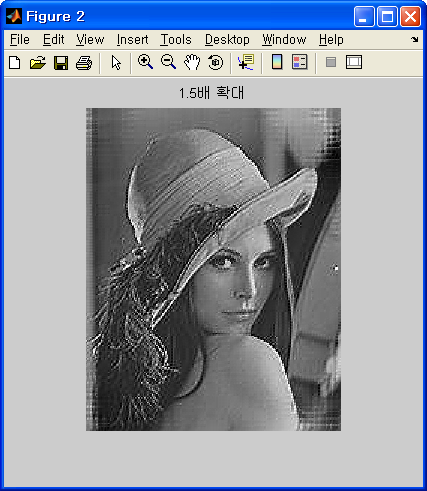 Figure 2
File Edit View Insert Tools Desktop Window Help
1.5배 확대